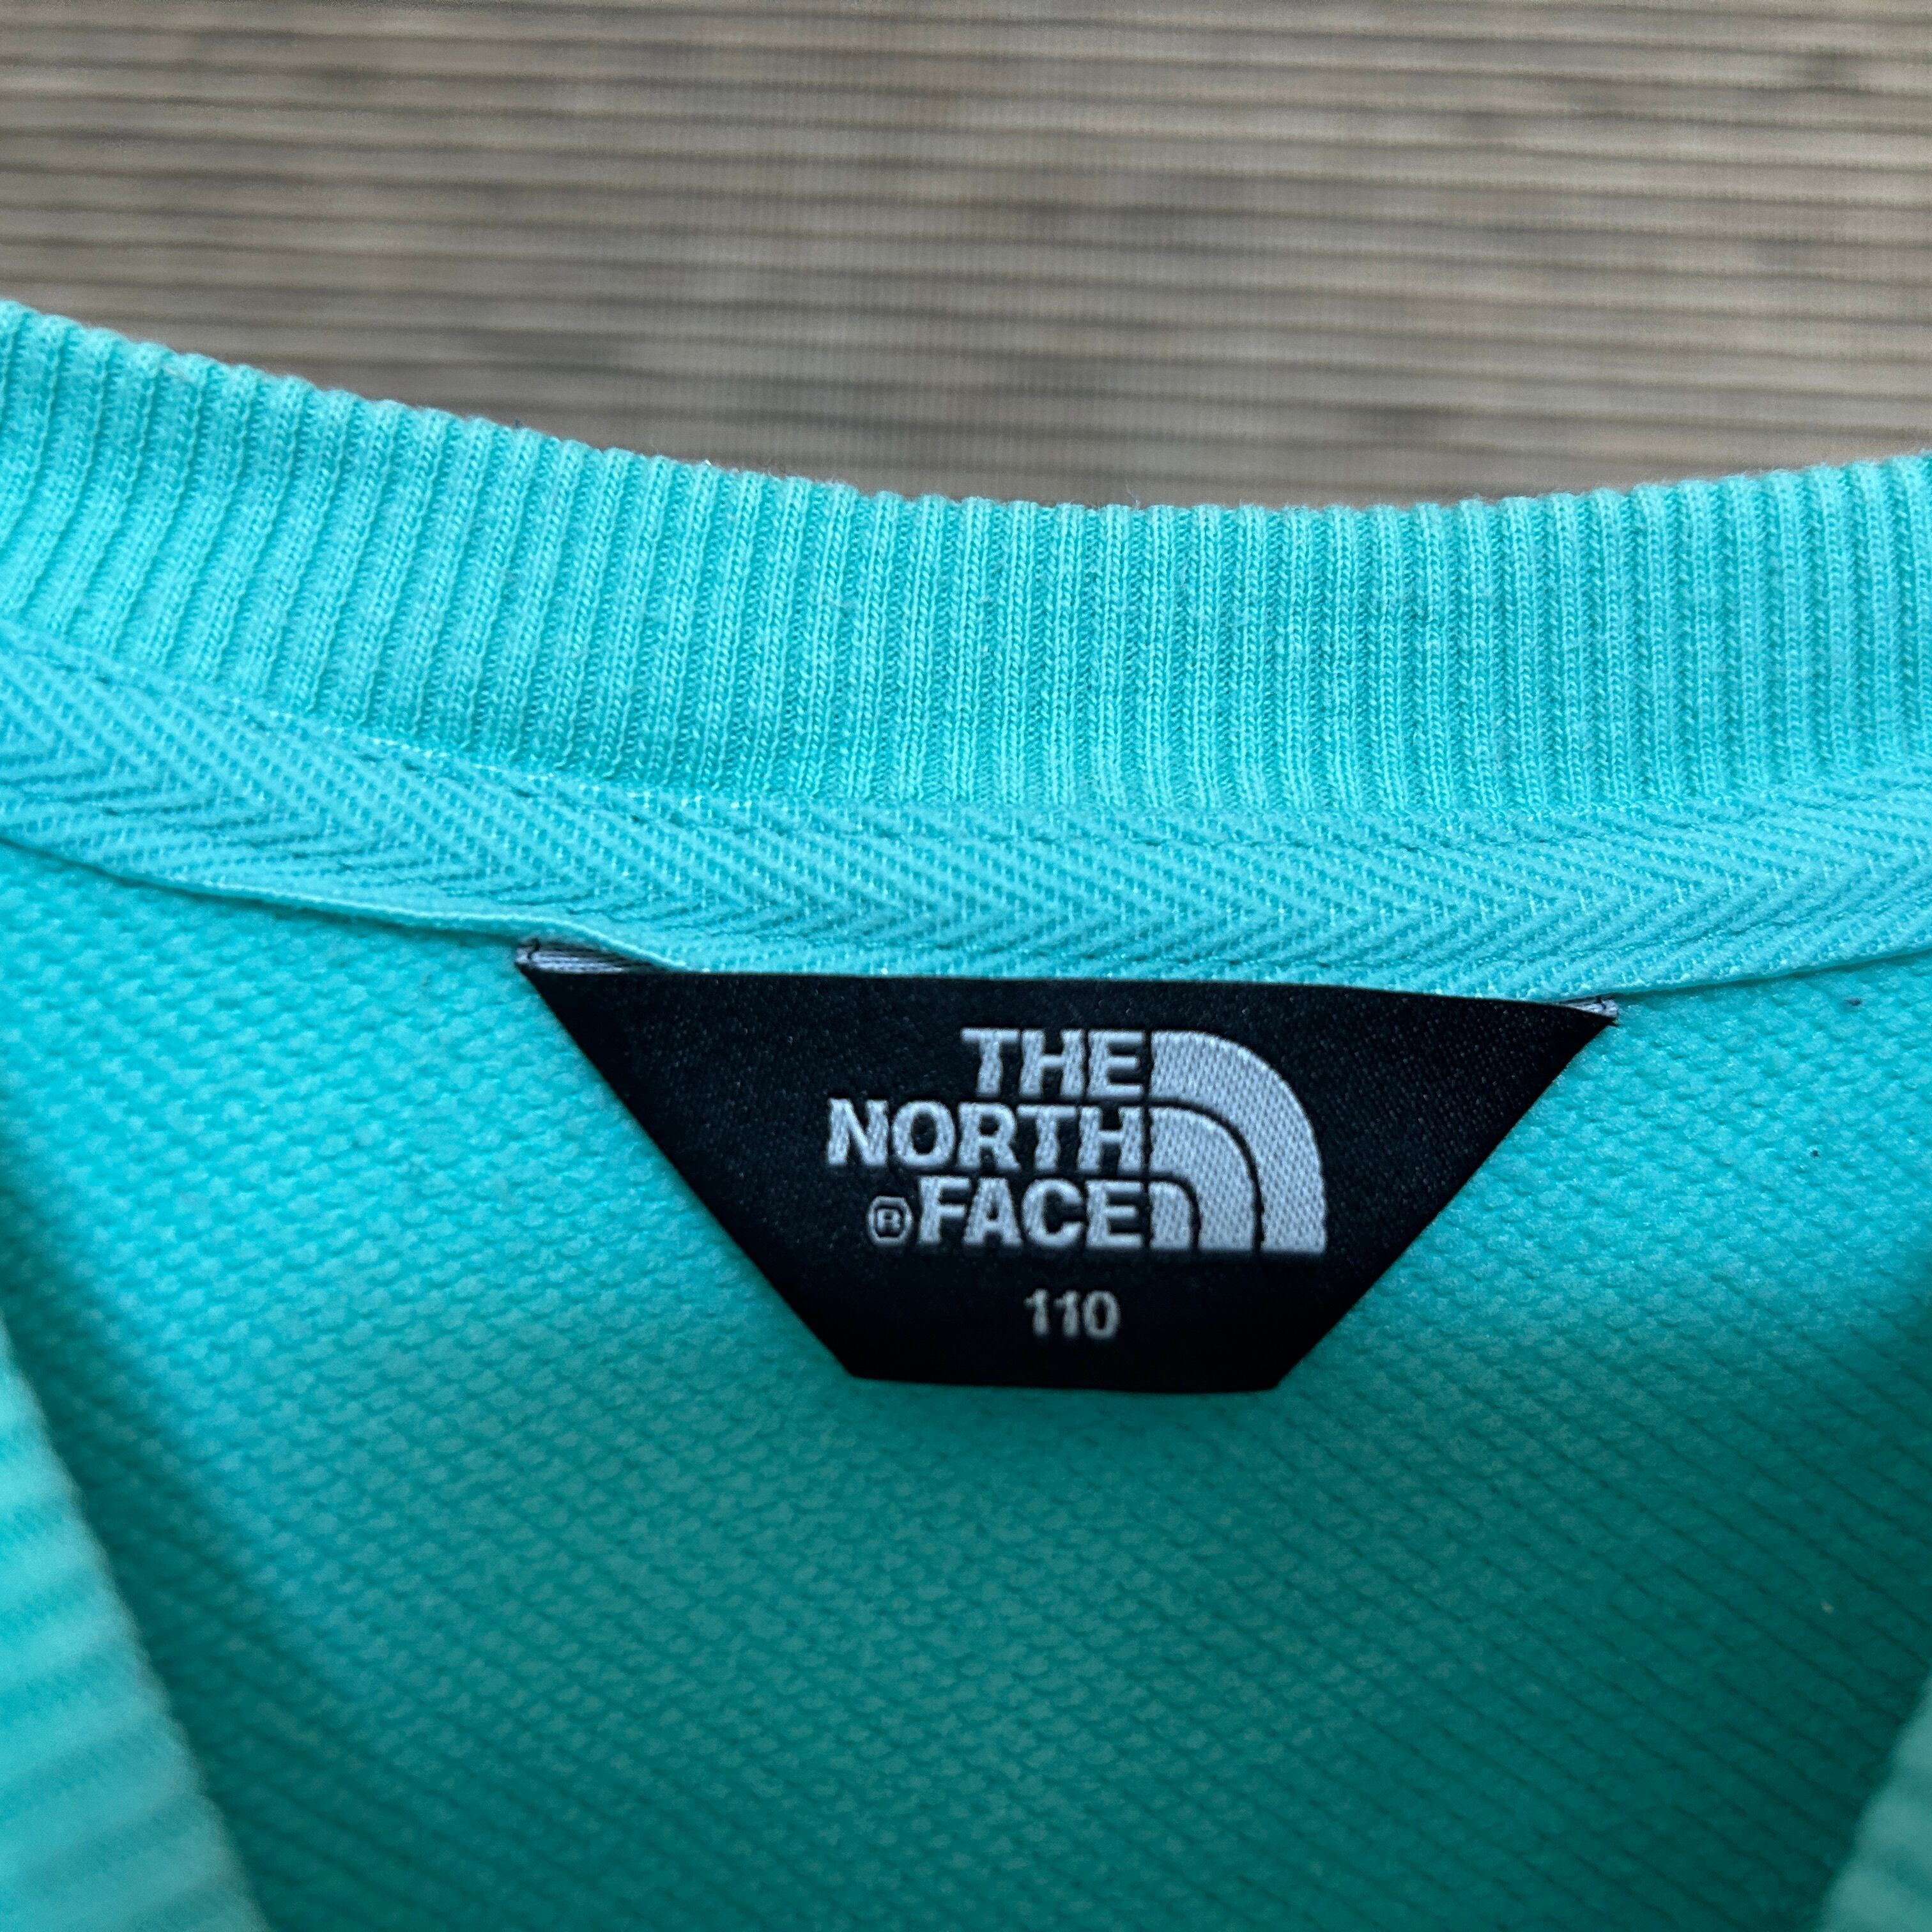 THE
NORTH
®FACE
110